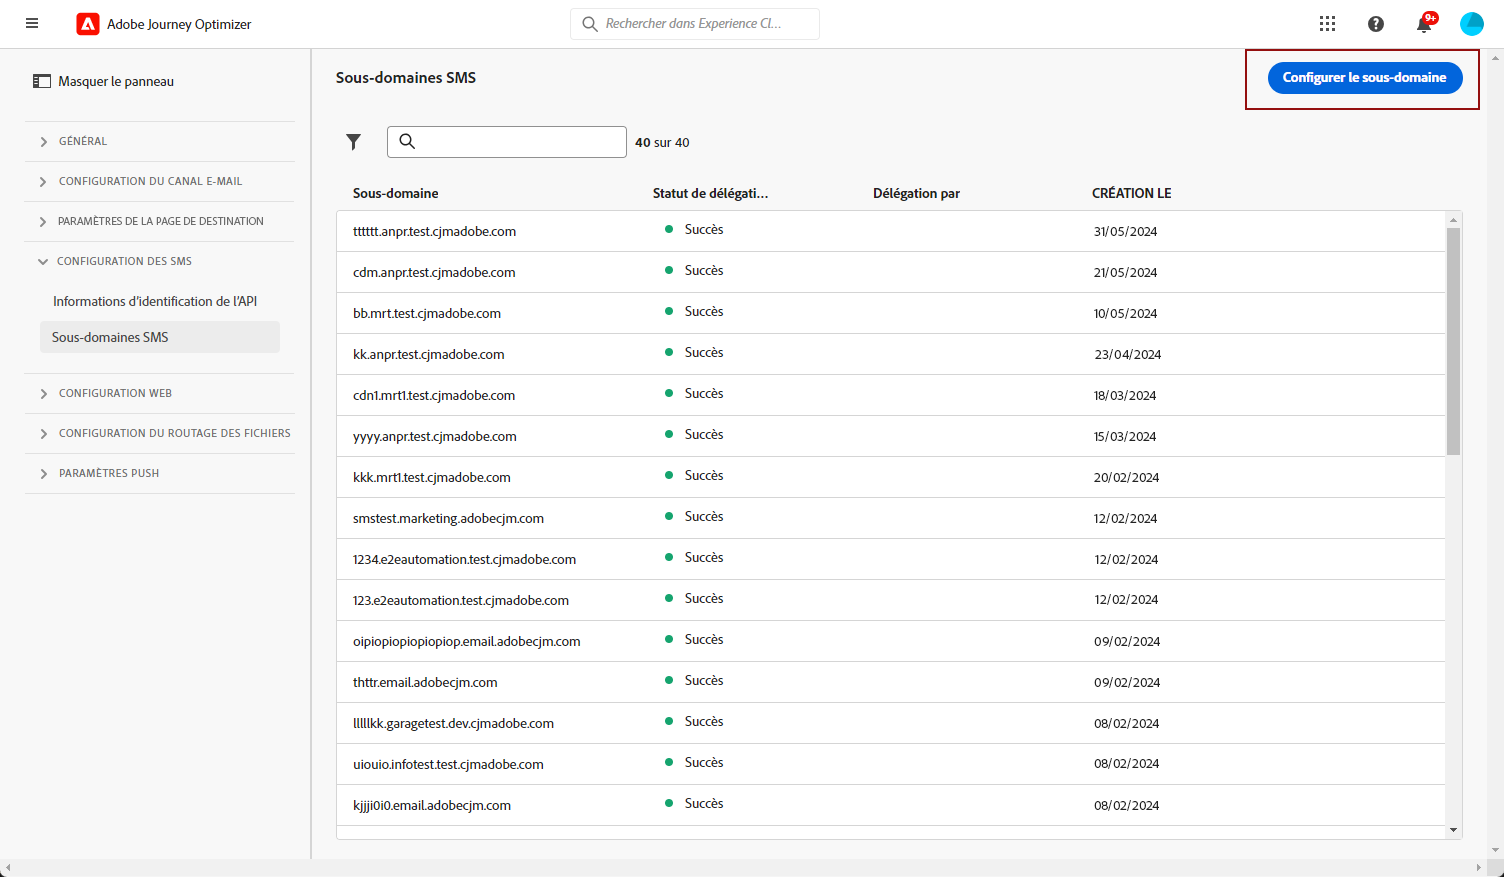 Adobe Journey Optimizer
Rechercher dans Experience Cl...
9+
Masquer le panneau
GÉNÉRAL
CONFIGURATION DU CANAL E-MAIL
PARAMÈTRES DE LA PAGE DE DESTINATION
CONFIGURATION DES SMS
Informations d'identification de l'API
Sous-domaines SMS
CONFIGURATION WEB
CONFIGURATION DU ROUTAGE DES FICHIERS
PARAMÈTRES PUSH
Sous-domaines SMS
Configurer le sous-domaine
40 sur 40
Sous-domaine Statut de délégati... Délégation par CRÉATION LE
tttttt.anpr.test.cjmadobe.com Succès 31/05/2024
cdm.anpr.test.cjmadobe.com Succès 21/05/2024
bb.mrt.test.cjmadobe.com Succès 10/05/2024
kk.anpr.test.cjmadobe.com Succès 23/04/2024
cdn1.mrt1.test.cjmadobe.com Succès 18/03/2024
yyyy.anpr.test.cjmadobe.com Succès 15/03/2024
kkk.mrt1.test.cjmadobe.com Succès 20/02/2024
smstest.marketing.adobecjm.com Succès 12/02/2024
1234.e2eautomation.test.cjmadobe.com Succès 12/02/2024
123.e2eautomation.test.cjmadobe.com Succès 12/02/2024
oipiopiopiopiopiop.email.adobecjm.com Succès 09/02/2024
thttr.email.adobecjm.com Succès 09/02/2024
lllllkk.garagetest.dev.cjmadobe.com Succès 08/02/2024
uiouio.infotest.test.cjmadobe.com Succès 08/02/2024
kjjji0i0.email.adobecjm.com Succès 08/02/2024